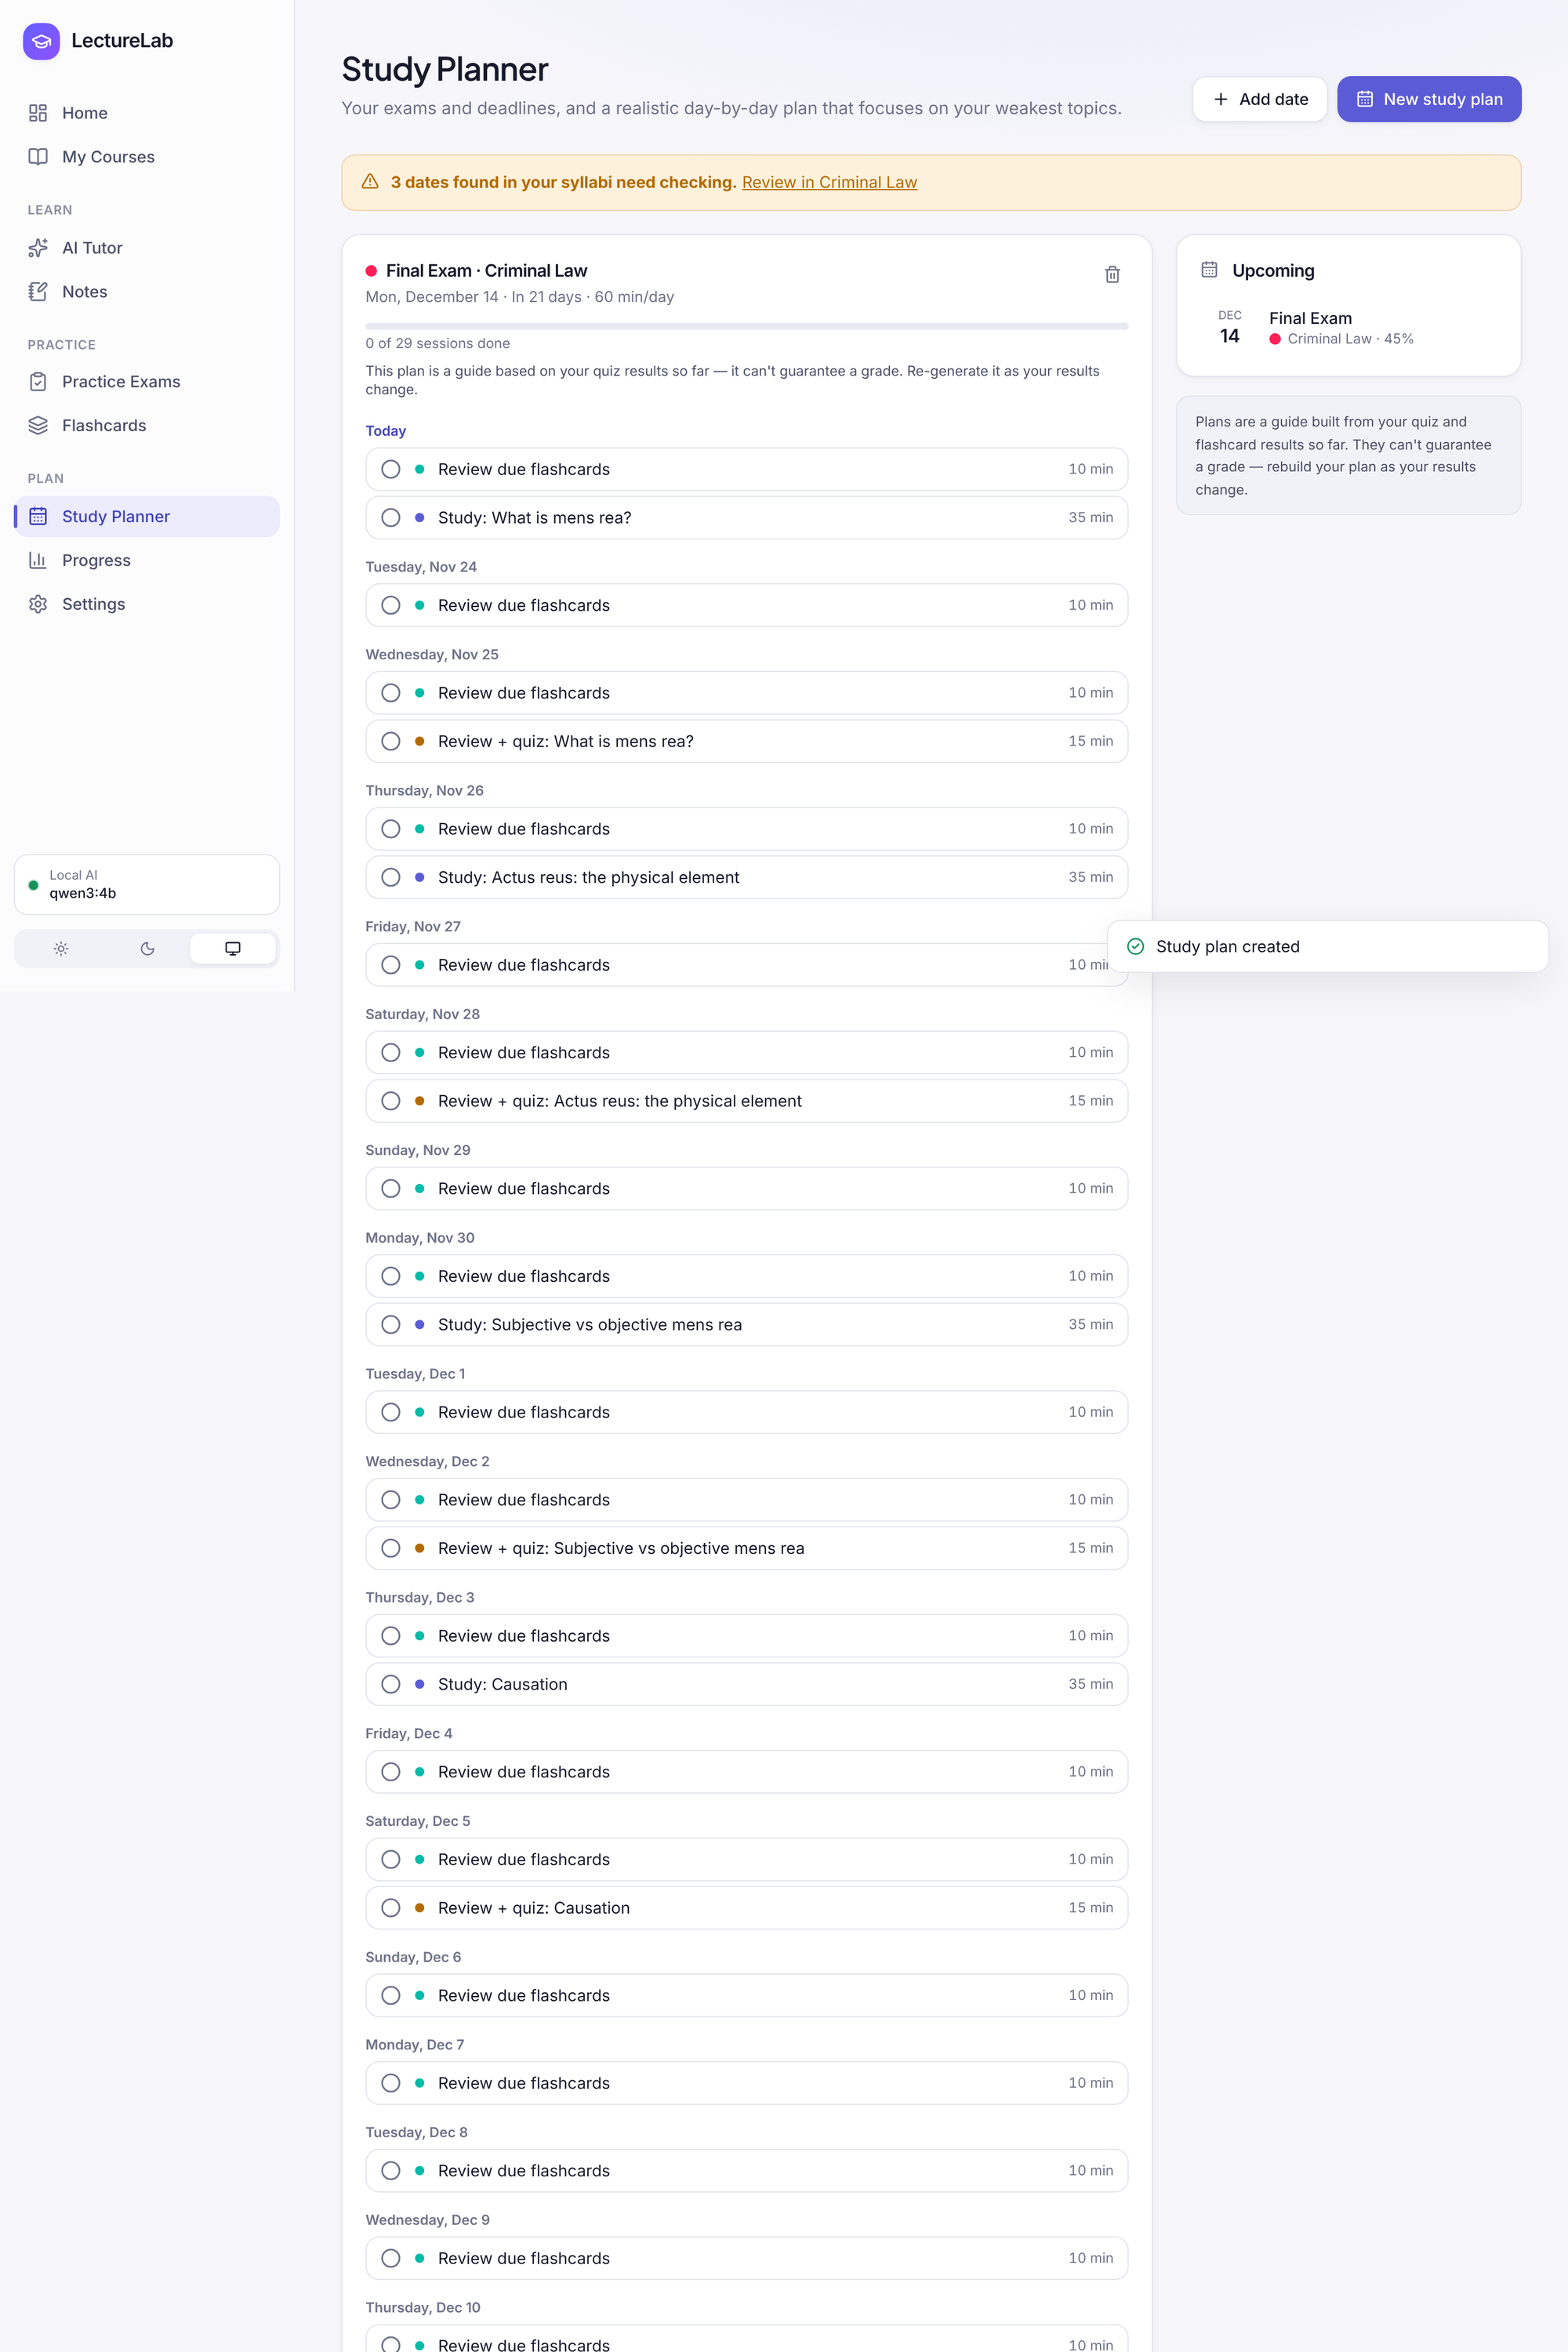 LectureLab
Home
My Courses
LEARN
AI Tutor
Notes
PRACTICE
Practice Exams
Flashcards
PLAN
Study Planner
Progress
Settings
Local AI
qwen3:4b
Study Planner
Your exams and deadlines, and a realistic day-by-day plan that focuses on your weakest topics.
Add date
New study plan
3 dates found in your syllabi need checking. Review in Criminal Law
Final Exam · Criminal Law
Mon, December 14 · In 21 days · 60 min/day
0 of 29 sessions done
This plan is a guide based on your quiz results so far — it can't guarantee a grade. Re-generate it as your results
change.
Today
Review due flashcards 10 min
Study: What is mens rea? 35 min
Tuesday, Nov 24
Review due flashcards 10 min
Wednesday, Nov 25
Review due flashcards 10 min
Review + quiz: What is mens rea? 15 min
Thursday, Nov 26
Review due flashcards 10 min
Study: Actus reus: the physical element 35 min
Friday, Nov 27
Review due flashcards 10 min
Saturday, Nov 28
Review due flashcards 10 min
Review + quiz: Actus reus: the physical element 15 min
Sunday, Nov 29
Review due flashcards 10 min
Monday, Nov 30
Review due flashcards 10 min
Study: Subjective vs objective mens rea 35 min
Tuesday, Dec 1
Review due flashcards 10 min
Wednesday, Dec 2
Review due flashcards 10 min
Review + quiz: Subjective vs objective mens rea 15 min
Thursday, Dec 3
Review due flashcards 10 min
Study: Causation 35 min
Friday, Dec 4
Review due flashcards 10 min
Saturday, Dec 5
Review due flashcards 10 min
Review + quiz: Causation 15 min
Sunday, Dec 6
Review due flashcards 10 min
Monday, Dec 7
Review due flashcards 10 min
Tuesday, Dec 8
Review due flashcards 10 min
Wednesday, Dec 9
Review due flashcards 10 min
Thursday, Dec 10
Review due flashcards 10 min
Upcoming
DEC
14
Final Exam
Criminal Law · 45%
Plans are a guide built from your quiz and
flashcard results so far. They can't guarantee
a grade — rebuild your plan as your results
change.
Study plan created